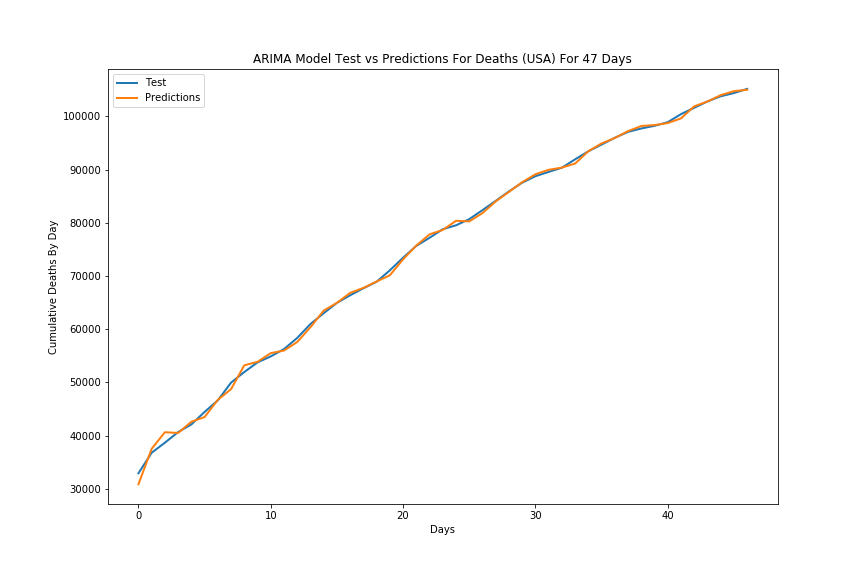 ARIMA Model Test vs Predictions For Deaths (USA) For 47 Days
Test
Predictions
100000
90000
80000
70000
60000
50000
40000
30000
Cumulative Deaths By Day
0 10 20 30 40
Days